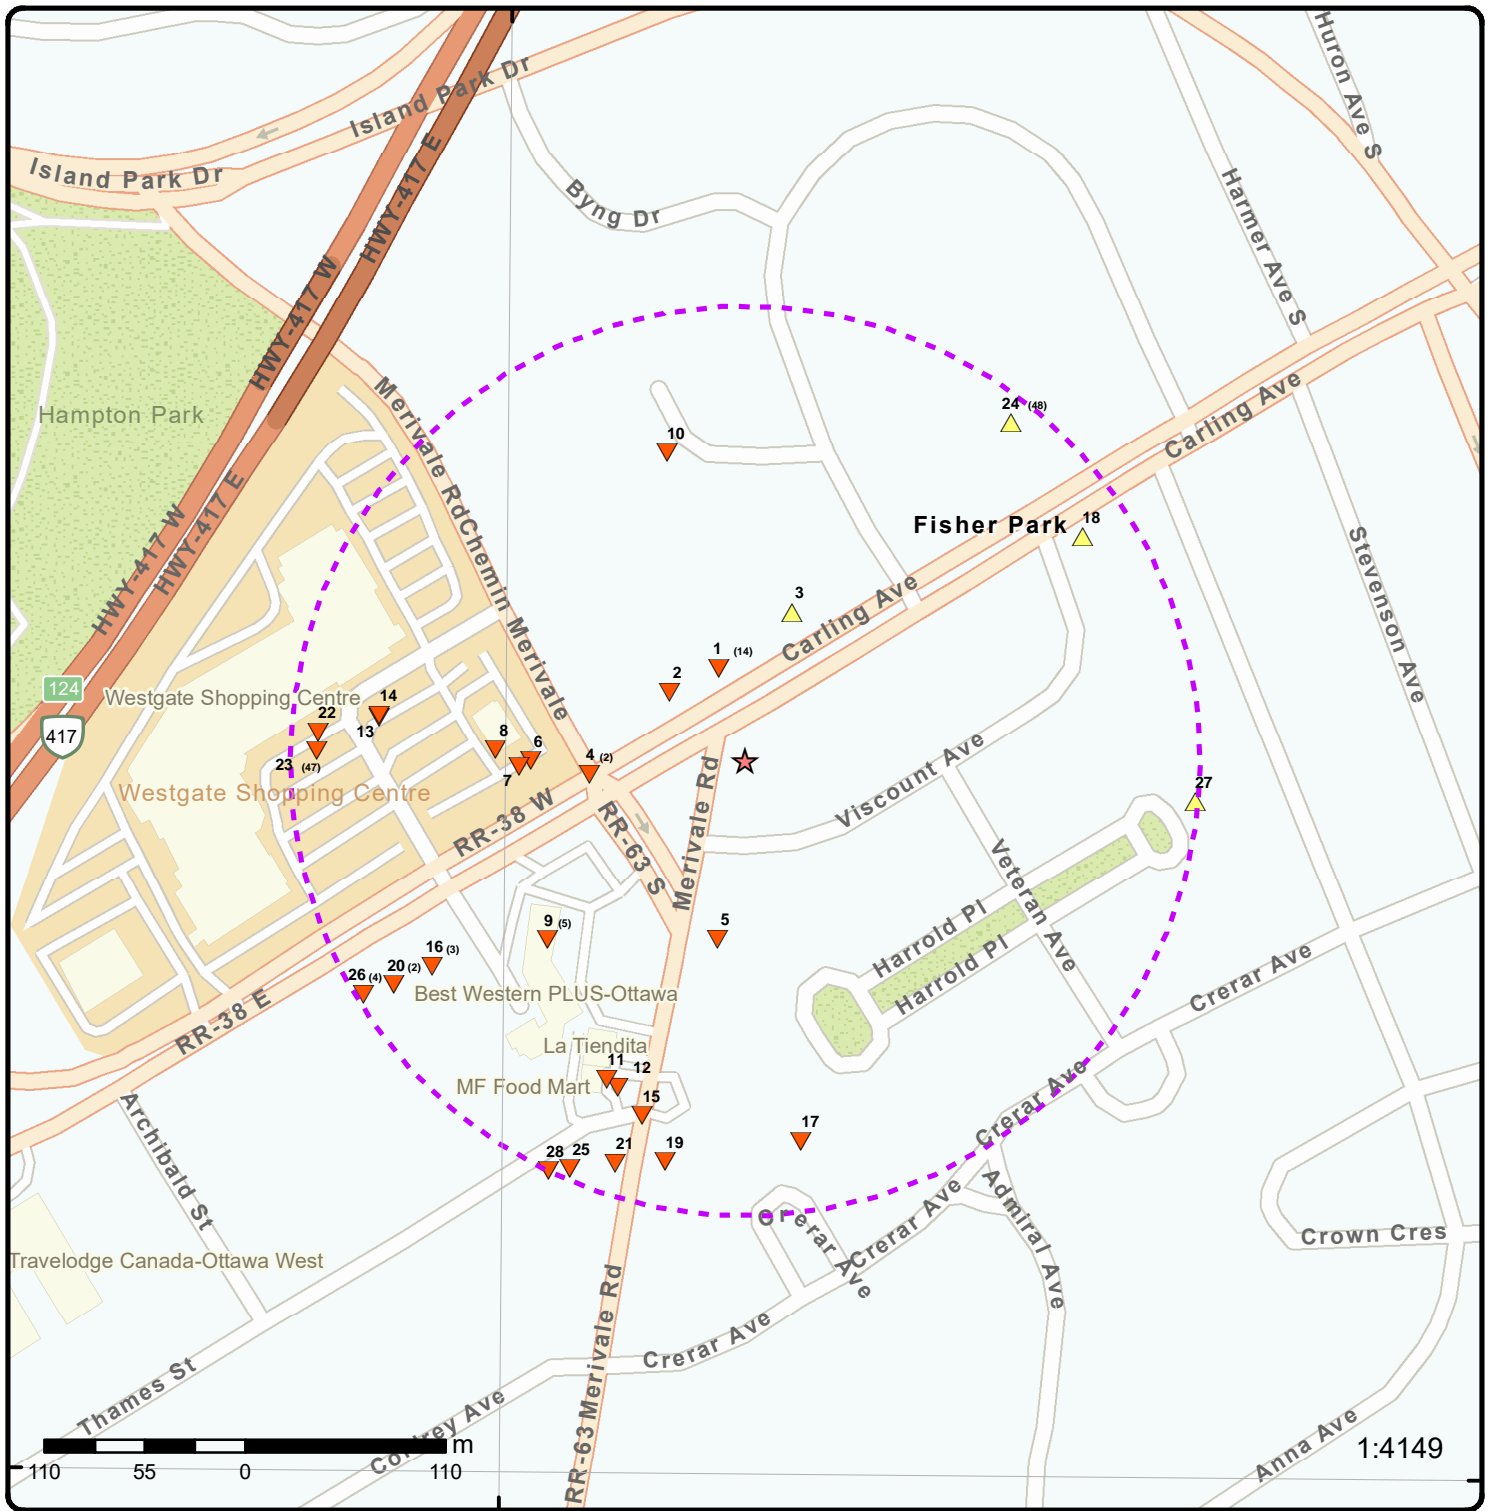 Island Park Dr
Island Park Dr
Huron Ave S
Byng Dr
HWY-417 E
HWY-417 W
Harmer Ave S
Hampton Park
Merivale Rd
Chemin Merivale
24 (48)
Carling Ave
10
HWY-417 W
HWY-417 E
Fisher Park
18
Stevenson Ave
3
Carling Ave
1 (14)
2
124
417
Westgate Shopping Centre
14
13
22
23 (47)
8
6
7
4 (2)
Westgate Shopping Centre
RR-38 W
RR-63 S
Merivale Rd
Viscount Ave
27
Veteran Ave
Harrold Pl
Harrold Pl
5
9 (5)
16 (3)
20 (2)
26 (4)
Best Western PLUS-Ottawa
Crerar Ave
RR-38 E
La Tiendita
11
12
MF Food Mart
15
Crerar Ave
Archibald St
17
28
25
21
19
Admiral Ave
Crerar Ave
Crerar Ave
Crown Cres
Travelodge Canada-Ottawa West
Merivale Rd
RR-63
Crerar Ave
Thames St
Anna Ave
110 55 0 110 m
1:4149